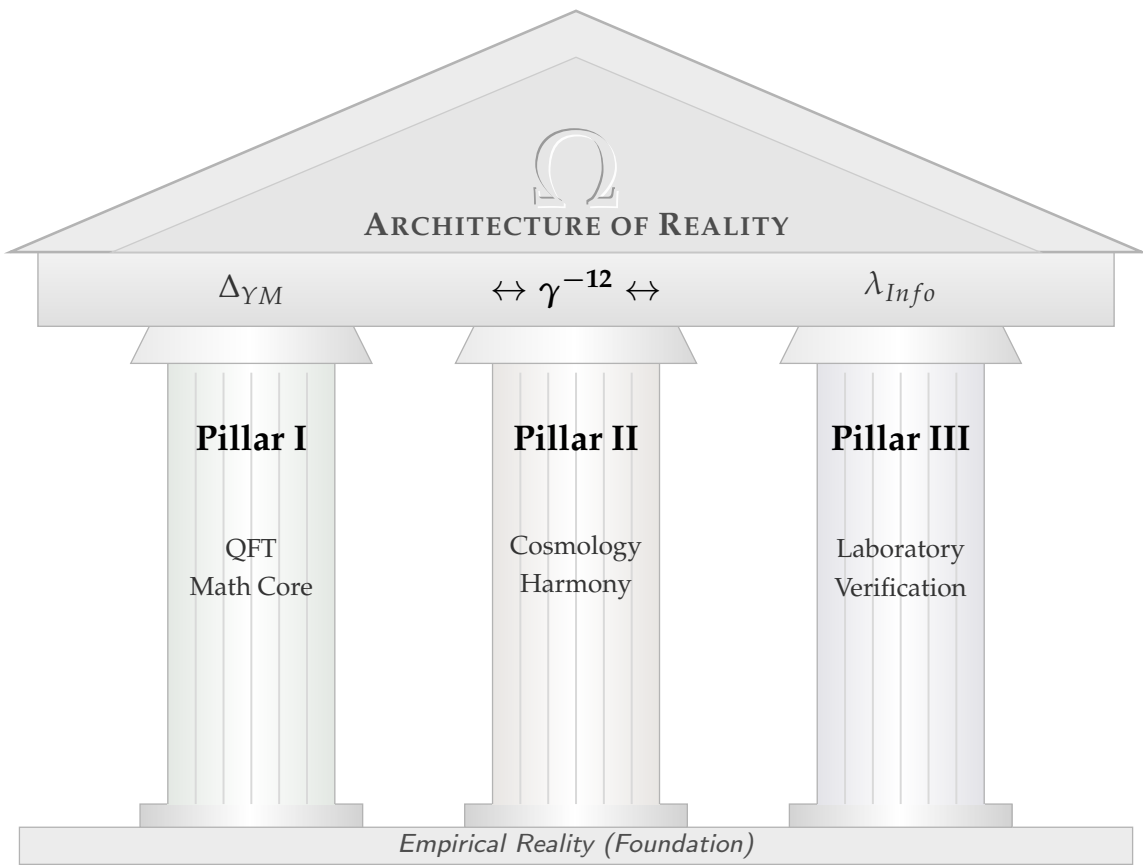 Ω
ARCHITECTURE OF REALITY
Δ_YM ↔ γ⁻¹² ↔ λ_Info
Pillar I
QFT
Math Core
Pillar II
Cosmology
Harmony
Pillar III
Laboratory
Verification
Empirical Reality (Foundation)